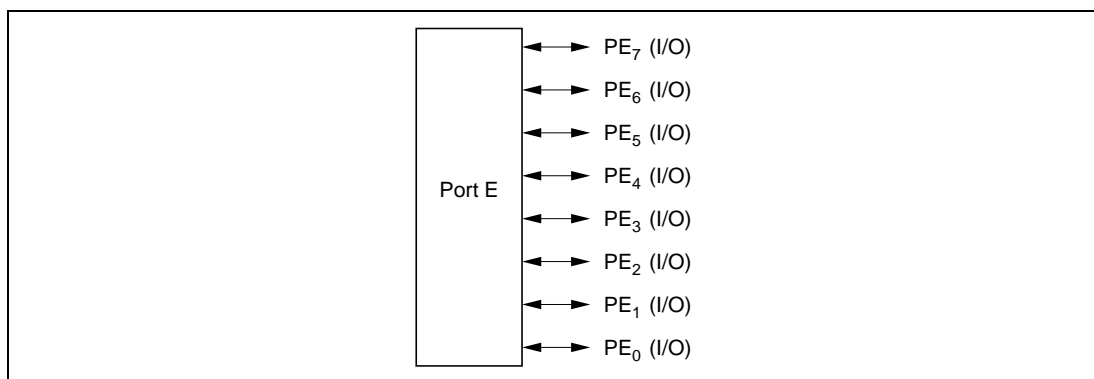 PE₇ (I/O)
PE₆ (I/O)
PE₅ (I/O)
PE₄ (I/O)
Port E
PE₃ (I/O)
PE₂ (I/O)
PE₁ (I/O)
PE₀ (I/O)